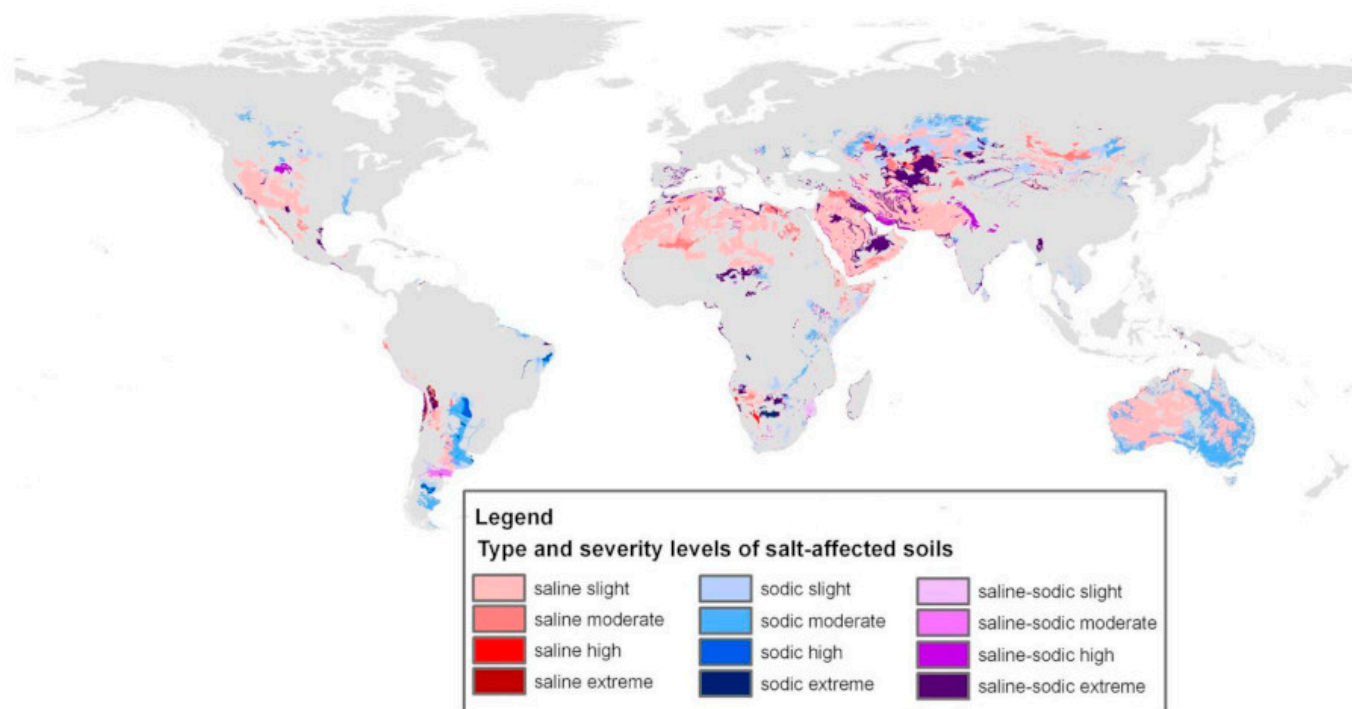 Legend
Type and severity levels of salt-affected soils
saline slight
saline moderate
saline high
saline extreme
sodic slight
sodic moderate
sodic high
sodic extreme
saline-sodic slight
saline-sodic moderate
saline-sodic high
saline-sodic extreme